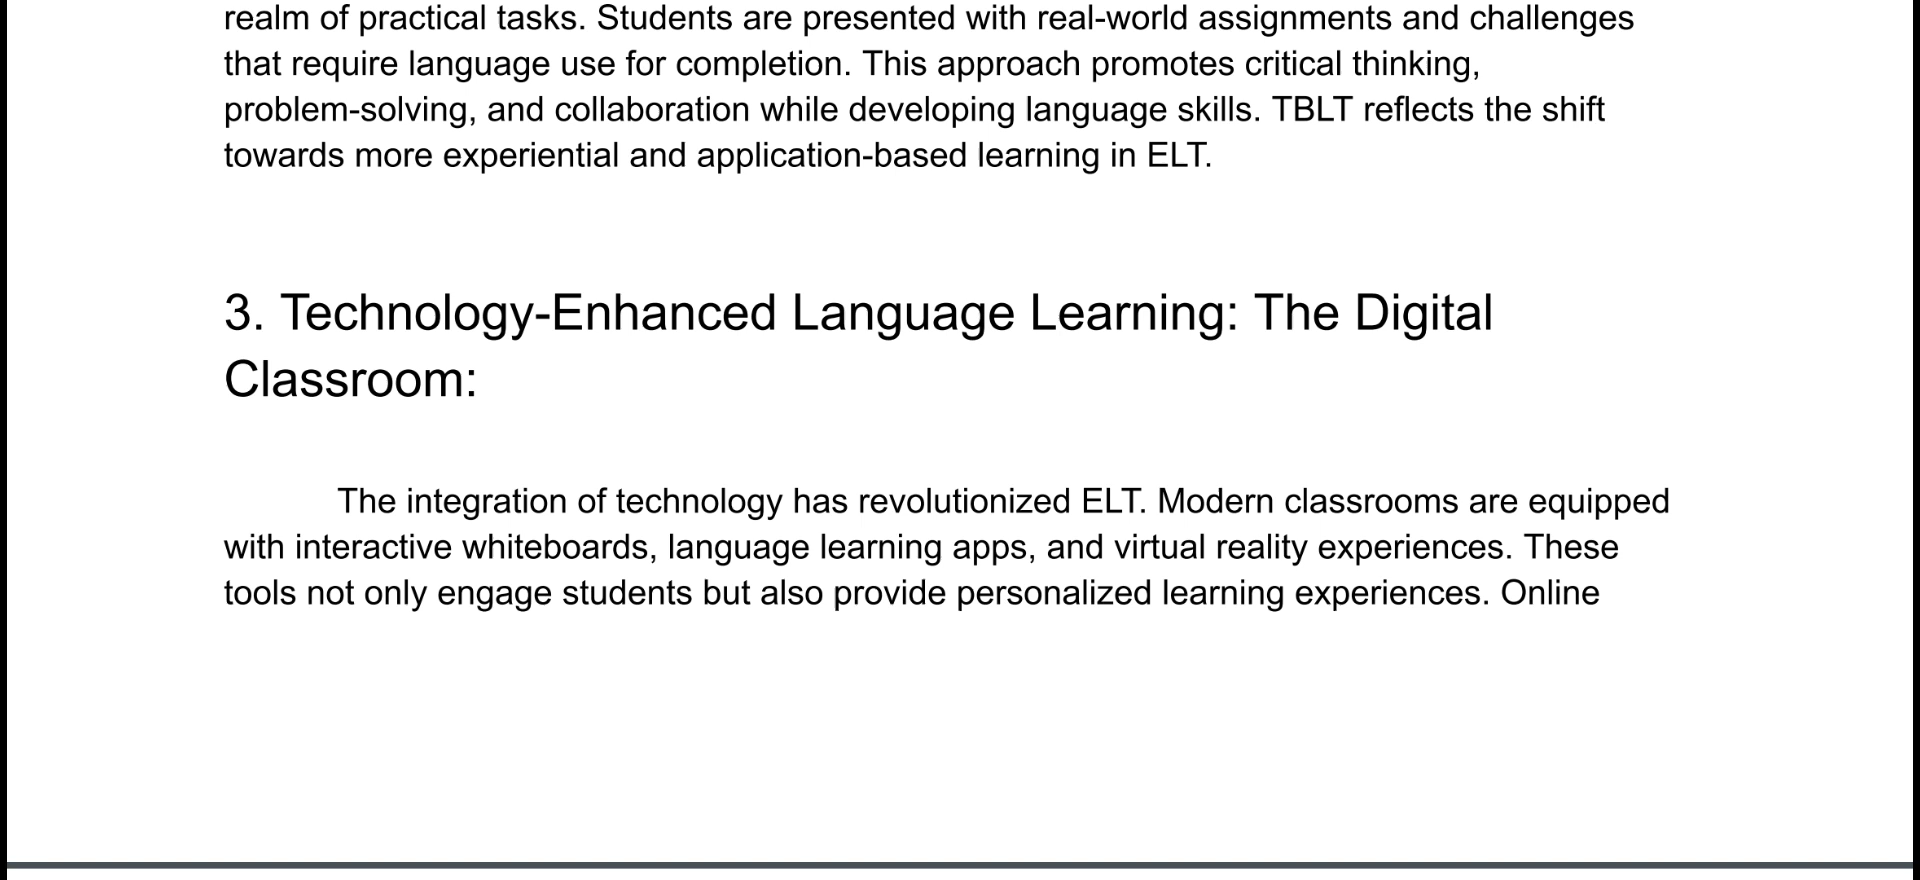 realm of practical tasks. Students are presented with real-world assignments and challenges
that require language use for completion. This approach promotes critical thinking,
problem-solving, and collaboration while developing language skills. TBLT reflects the shift
towards more experiential and application-based learning in ELT.
3. Technology-Enhanced Language Learning: The Digital
Classroom:
The integration of technology has revolutionized ELT. Modern classrooms are equipped
with interactive whiteboards, language learning apps, and virtual reality experiences. These
tools not only engage students but also provide personalized learning experiences. Online